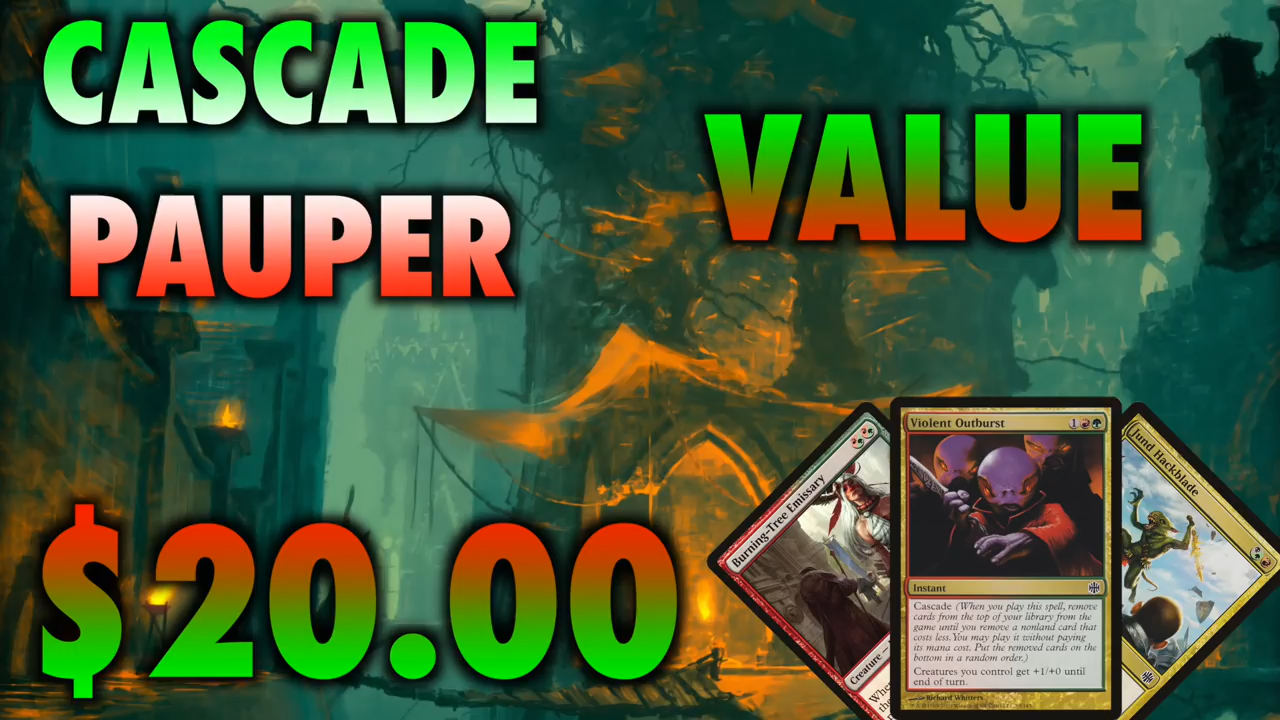 CASCADE
PAUPER
VALUE
$20.00
Burning-Tree Emissary
Creature –
Whe
the
Violent Outburst
1
Instant
Cascade (When you play this spell, remove
cards from the top of your library from the
game until you remove a nonland card that
costs less. You may play it without paying
its mana cost. Put the removed cards on the
bottom in a random order.)
Creatures you control get +1/+0 until
end of turn.
Richard Whitters
Jund Hackblade